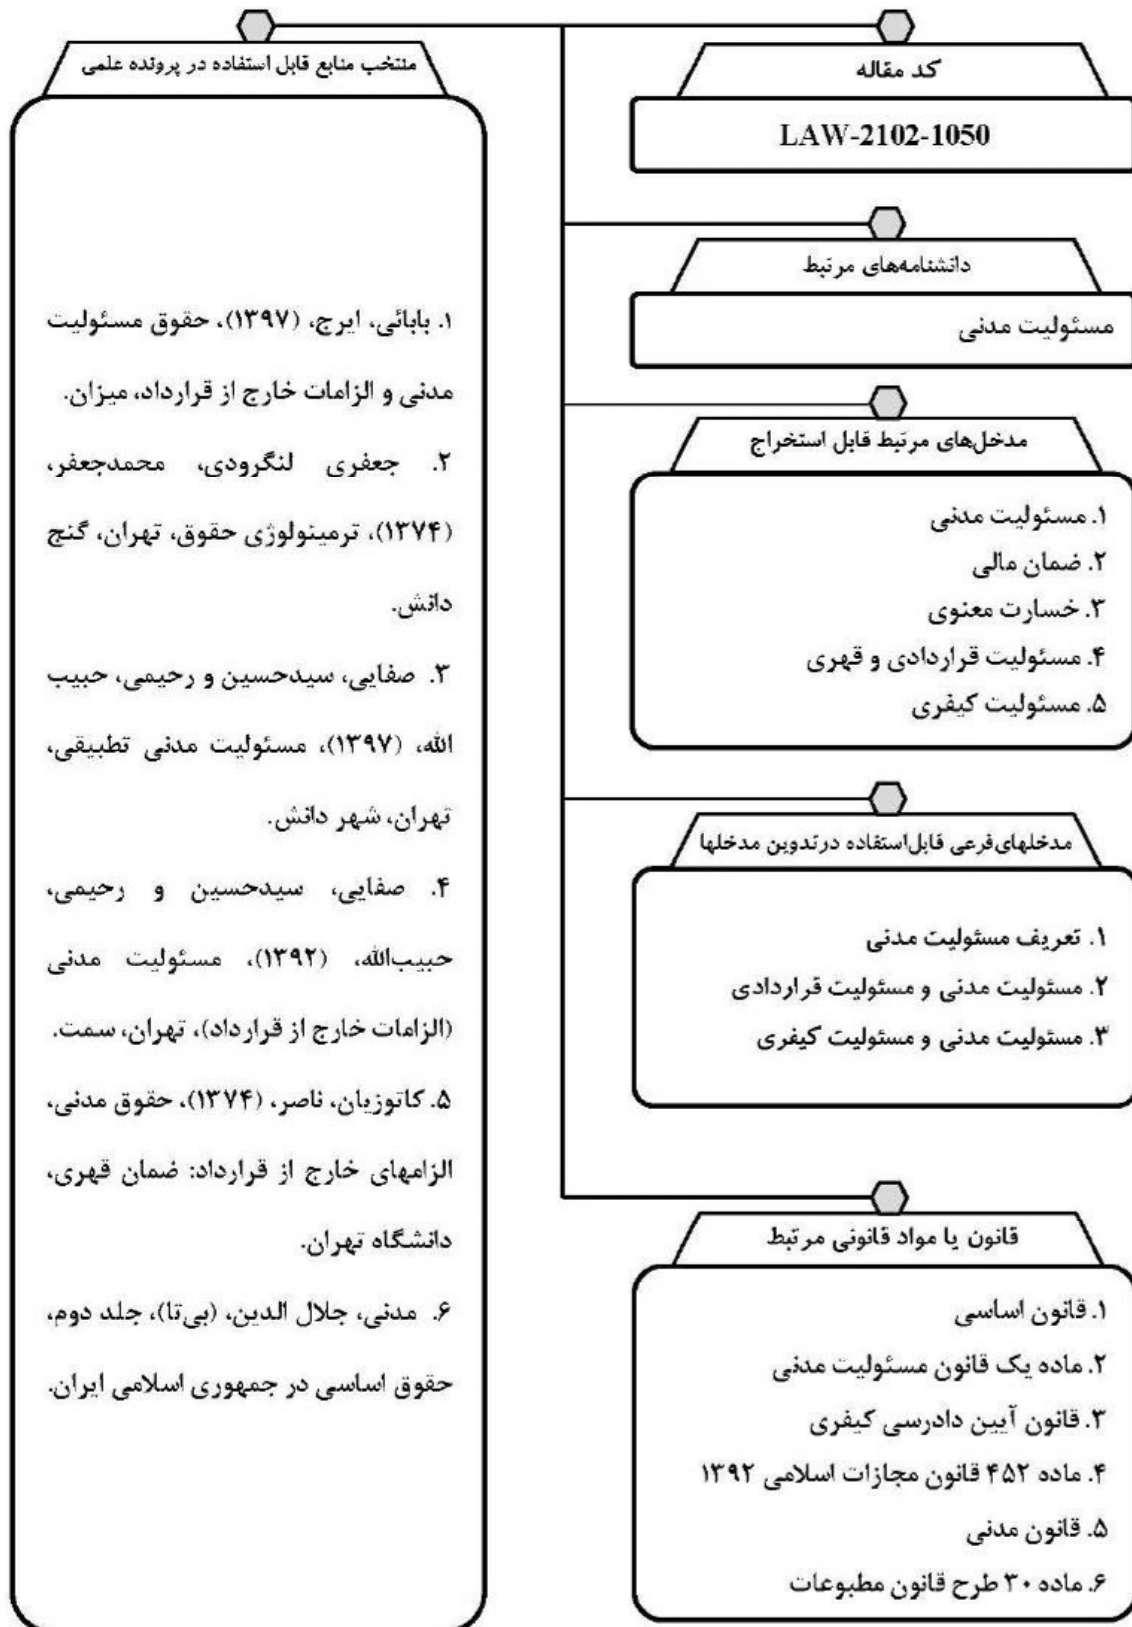 کد مقاله
LAW-2102-1050
دانشنامه‌های مرتبط
مسئولیت مدنی
مدخل‌های مرتبط قابل استخراج
۱. مسئولیت مدنی
۲. ضمان مالی
۳. خسارت معنوی
۴. مسئولیت قراردادی و قهری
۵. مسئولیت کیفری
مدخلهای‌فرعی قابل‌استفاده درتدوین مدخلها
۱. تعریف مسئولیت مدنی
۲. مسئولیت مدنی و مسئولیت قراردادی
۳. مسئولیت مدنی و مسئولیت کیفری
قانون یا مواد قانونی مرتبط
۱. قانون اساسی
۲. ماده یک قانون مسئولیت مدنی
۳. قانون آیین دادرسی کیفری
۴. ماده ۴۵۲ قانون مجازات اسلامی ۱۳۹۲
۵. قانون مدنی
۶. ماده ۳۰ طرح قانون مطبوعات
منتخب منابع قابل استفاده در پرونده علمی
۱. بابائی، ایرج، (۱۳۹۷)، حقوق مسئولیت
مدنی و الزامات خارج از قرارداد، میزان.
۲. جعفری لنگرودی، محمدجعفر،
(۱۳۷۴)، ترمینولوژی حقوق، تهران، گنج
دانش.
۳. صفایی، سیدحسین و رحیمی، حبیب
الله، (۱۳۹۷)، مسئولیت مدنی تطبیقی،
تهران، شهر دانش.
۴. صفایی، سیدحسین و رحیمی،
حبیب‌الله، (۱۳۹۲)، مسئولیت مدنی
(الزامات خارج از قرارداد)، تهران، سمت.
۵. کاتوزیان، ناصر، (۱۳۷۴)، حقوق مدنی،
الزامهای خارج از قرارداد: ضمان قهری،
دانشگاه تهران.
۶. مدنی، جلال الدین، (بی‌تا)، جلد دوم،
حقوق اساسی در جمهوری اسلامی ایران.